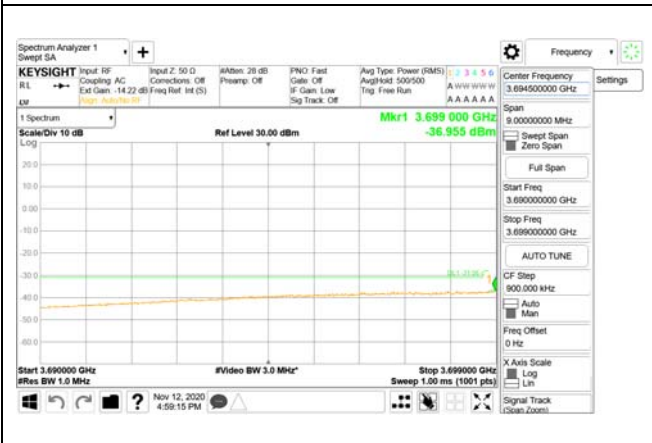 Spectrum Analyzer 1
Swept SA
Frequency
KEYSIGHT
RL
Input: RF
Coupling: AC
Ext Gain: -14.22 dB
Align: Auto/No RF
Input Z: 50 Ω
Corrections: Off
Freq Ref: Int (S)
#Atten: 28 dB
Preamp: Off
PNO: Fast
Gate: Off
IF Gain: Low
Sig Track: Off
Avg Type: Power (RMS)
Avg|Hold: 500/500
Trig: Free Run
1 2 3 4 5 6
A W W W W W
A A A A A A
Center Frequency
3.694500000 GHz
Settings
Span
9.00000000 MHz
Swept Span
Zero Span
Full Span
Start Freq
3.690000000 GHz
Stop Freq
3.699000000 GHz
AUTO TUNE
CF Step
900.000 kHz
Auto
Man
Freq Offset
0 Hz
X Axis Scale
Log
Lin
Signal Track
(Span Zoom)
1 Spectrum
Mkr1 3.699 000 GHz
Scale/Div 10 dB
Ref Level 30.00 dBm
-36.955 dBm
Log
20.0
10.0
0.00
-10.0
-20.0
-30.0
-40.0
-50.0
-60.0
Start 3.690000 GHz
#Video BW 3.0 MHz*
Stop 3.699000 GHz
#Res BW 1.0 MHz
Sweep 1.00 ms (1001 pts)
?
Nov 12, 2020
4:59:15 PM